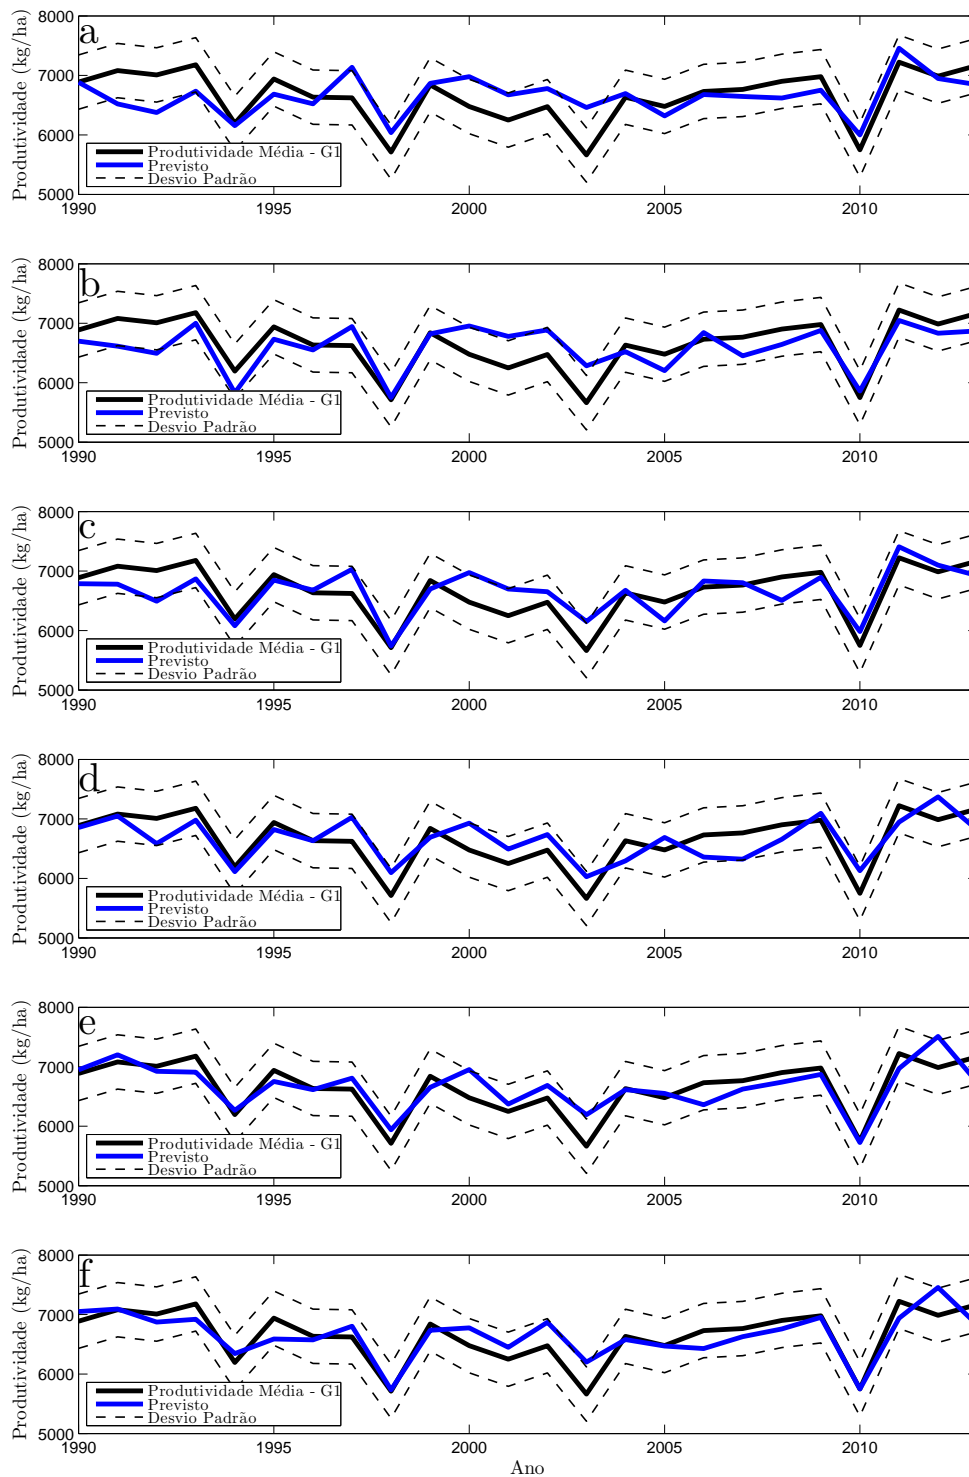 a
8000
7000
6000
5000
Produtividade (kg/ha)
Produtividade Média - G1
Previsto
Desvio Padrão
1990 1995 2000 2005 2010
b
8000
7000
6000
5000
Produtividade (kg/ha)
Produtividade Média - G1
Previsto
Desvio Padrão
1990 1995 2000 2005 2010
c
8000
7000
6000
5000
Produtividade (kg/ha)
Produtividade Média - G1
Previsto
Desvio Padrão
1990 1995 2000 2005 2010
d
8000
7000
6000
5000
Produtividade (kg/ha)
Produtividade Média - G1
Previsto
Desvio Padrão
1990 1995 2000 2005 2010
e
8000
7000
6000
5000
Produtividade (kg/ha)
Produtividade Média - G1
Previsto
Desvio Padrão
1990 1995 2000 2005 2010
f
8000
7000
6000
5000
Produtividade (kg/ha)
Produtividade Média - G1
Previsto
Desvio Padrão
1990 1995 2000 2005 2010
Ano